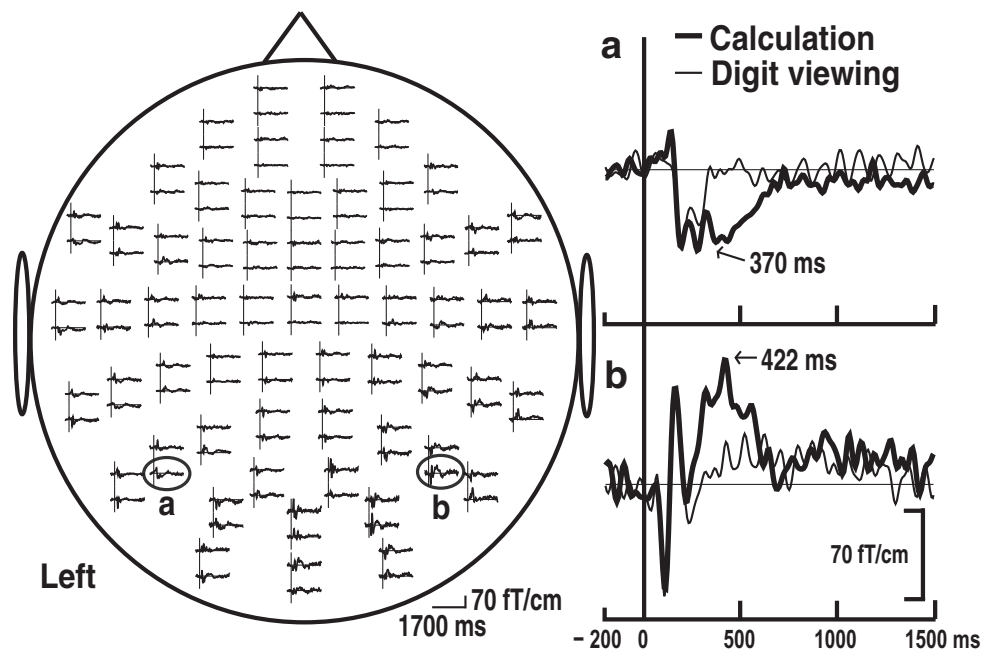 a
Calculation
Digit viewing
370 ms
b
422 ms
70 fT/cm
a
b
Left
70 fT/cm
1700 ms
− 200 0 500 1000 1500 ms